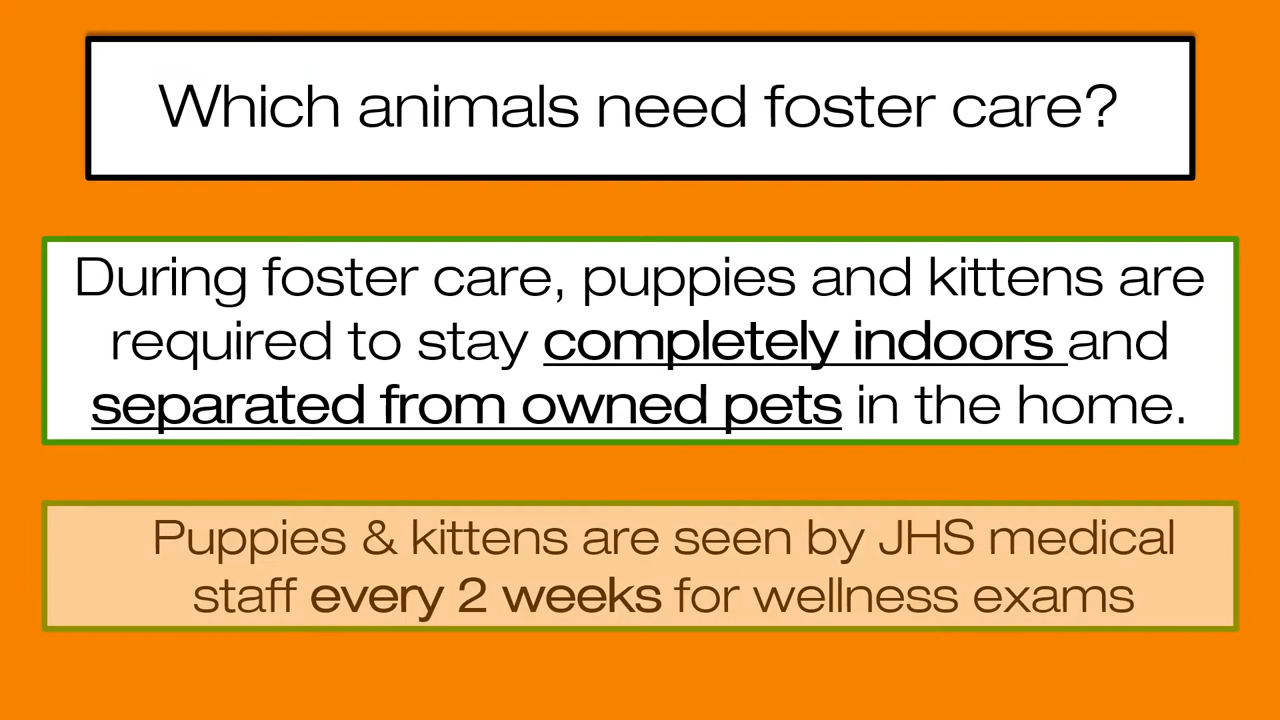 Which animals need foster care?
During foster care, puppies and kittens are
required to stay completely indoors and
separated from owned pets in the home.
Puppies & kittens are seen by JHS medical
staff every 2 weeks for wellness exams